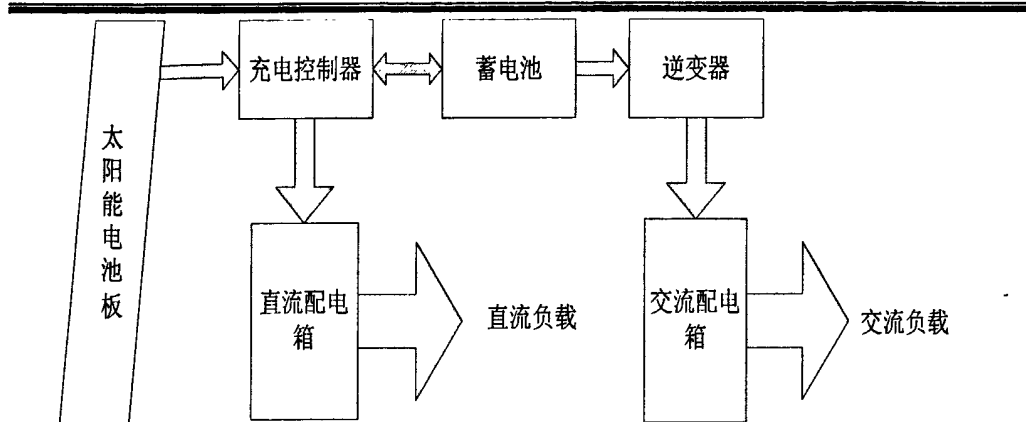 太阳能电池板
充电控制器
蓄电池
逆变器
直流配电
箱
直流负载
交流配电
箱
交流负载